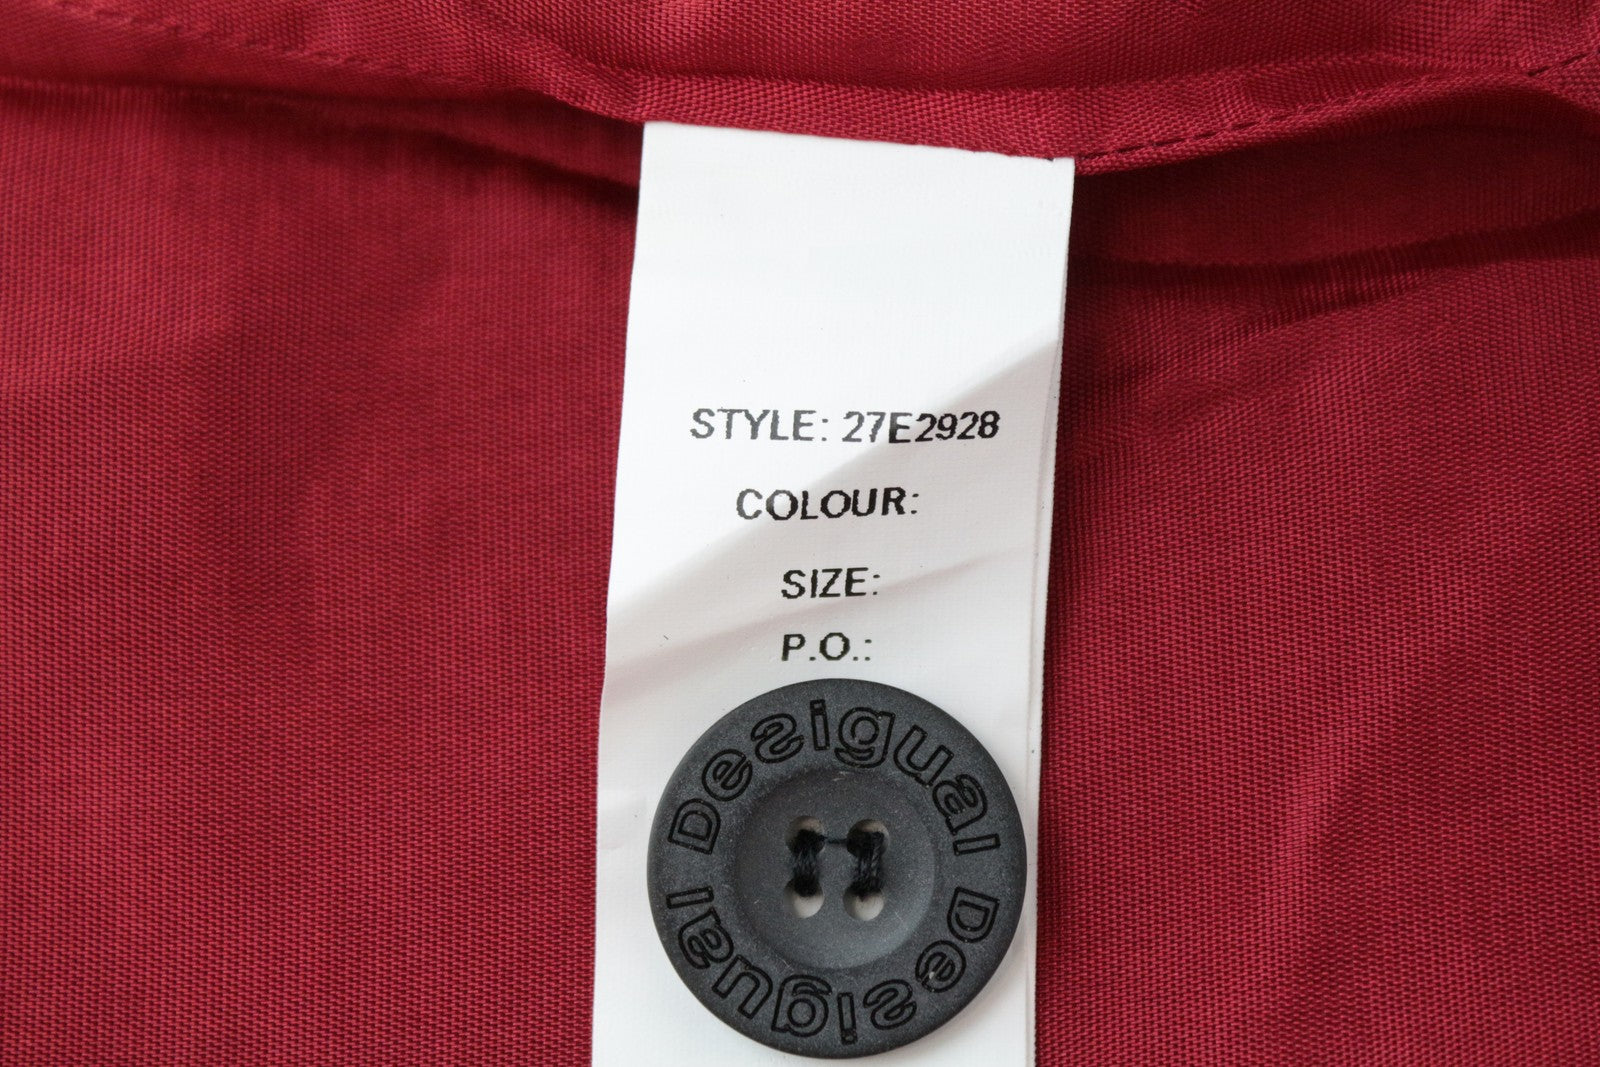 STYLE: 27E2928
COLOUR:
SIZE:
P.O.:
Desigual
Desigual